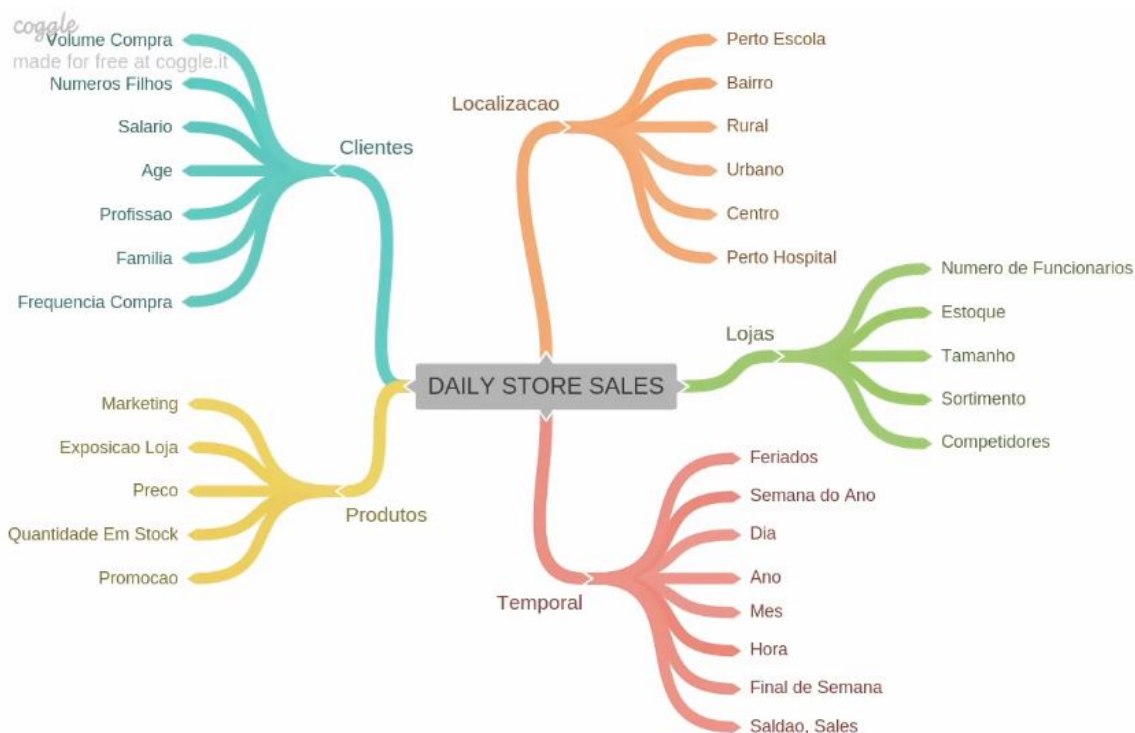 coggle
made for free at coggle.it
Volume Compra
Numeros Filhos
Salario
Age
Profissao
Familia
Frequência Compra
Clientes
Marketing
Exposicao Loja
Preco
Quantidade Em Stock
Promocao
Produtos
DAILY STORE SALES
Localizacao
Perto Escola
Bairro
Rural
Urbano
Centro
Perto Hospital
Lojas
Numero de Funcionarios
Estoque
Tamanho
Sortimento
Competidores
Temporal
Feriados
Semana do Ano
Dia
Ano
Mes
Hora
Final de Semana
Saldao, Sales